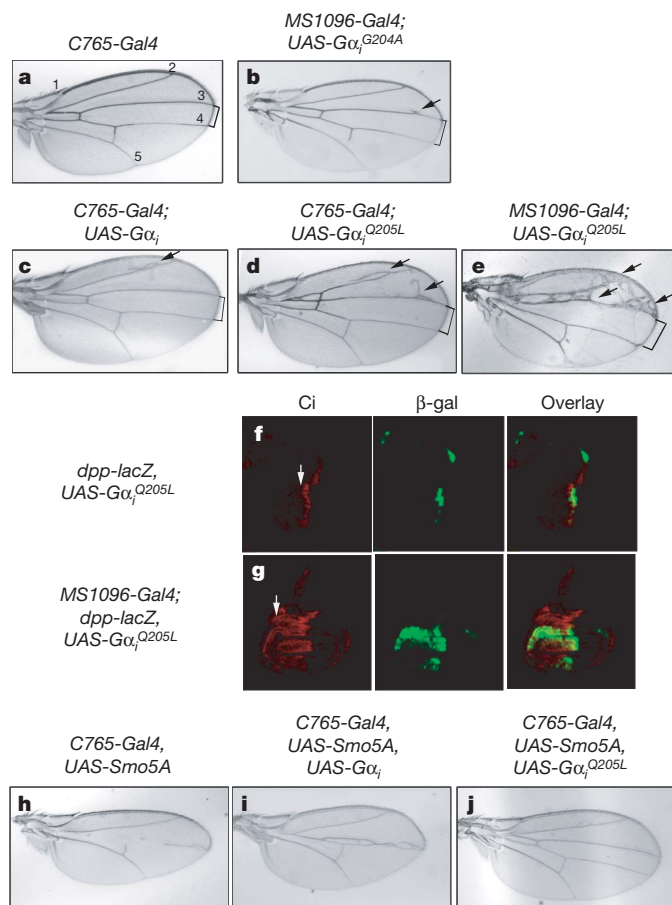 C765-Gal4
MS1096-Gal4;
UAS-Gαᵢ^G204A
a
1
2
3
4
5
b
C765-Gal4;
UAS-Gαᵢ
C765-Gal4;
UAS-Gαᵢ^Q205L
MS1096-Gal4;
UAS-Gαᵢ^Q205L
c
d
e
Ci
β-gal
Overlay
dpp-lacZ,
UAS-Gαᵢ^Q205L
f
MS1096-Gal4;
dpp-lacZ,
UAS-Gαᵢ^Q205L
g
C765-Gal4,
UAS-Smo5A
C765-Gal4,
UAS-Smo5A,
UAS-Gαᵢ
C765-Gal4,
UAS-Smo5A,
UAS-Gαᵢ^Q205L
h
i
j